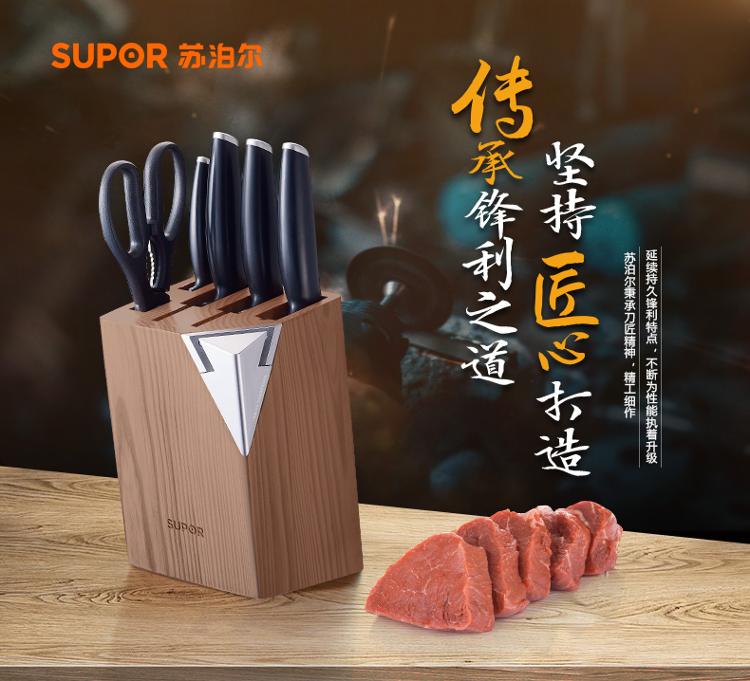 SUPOR 苏泊尔
坚持匠心打造
传承锋利之道
延续持久锋利特点，不断为性能执着升级
苏泊尔秉承刀匠精神，精工细作
SUPOR